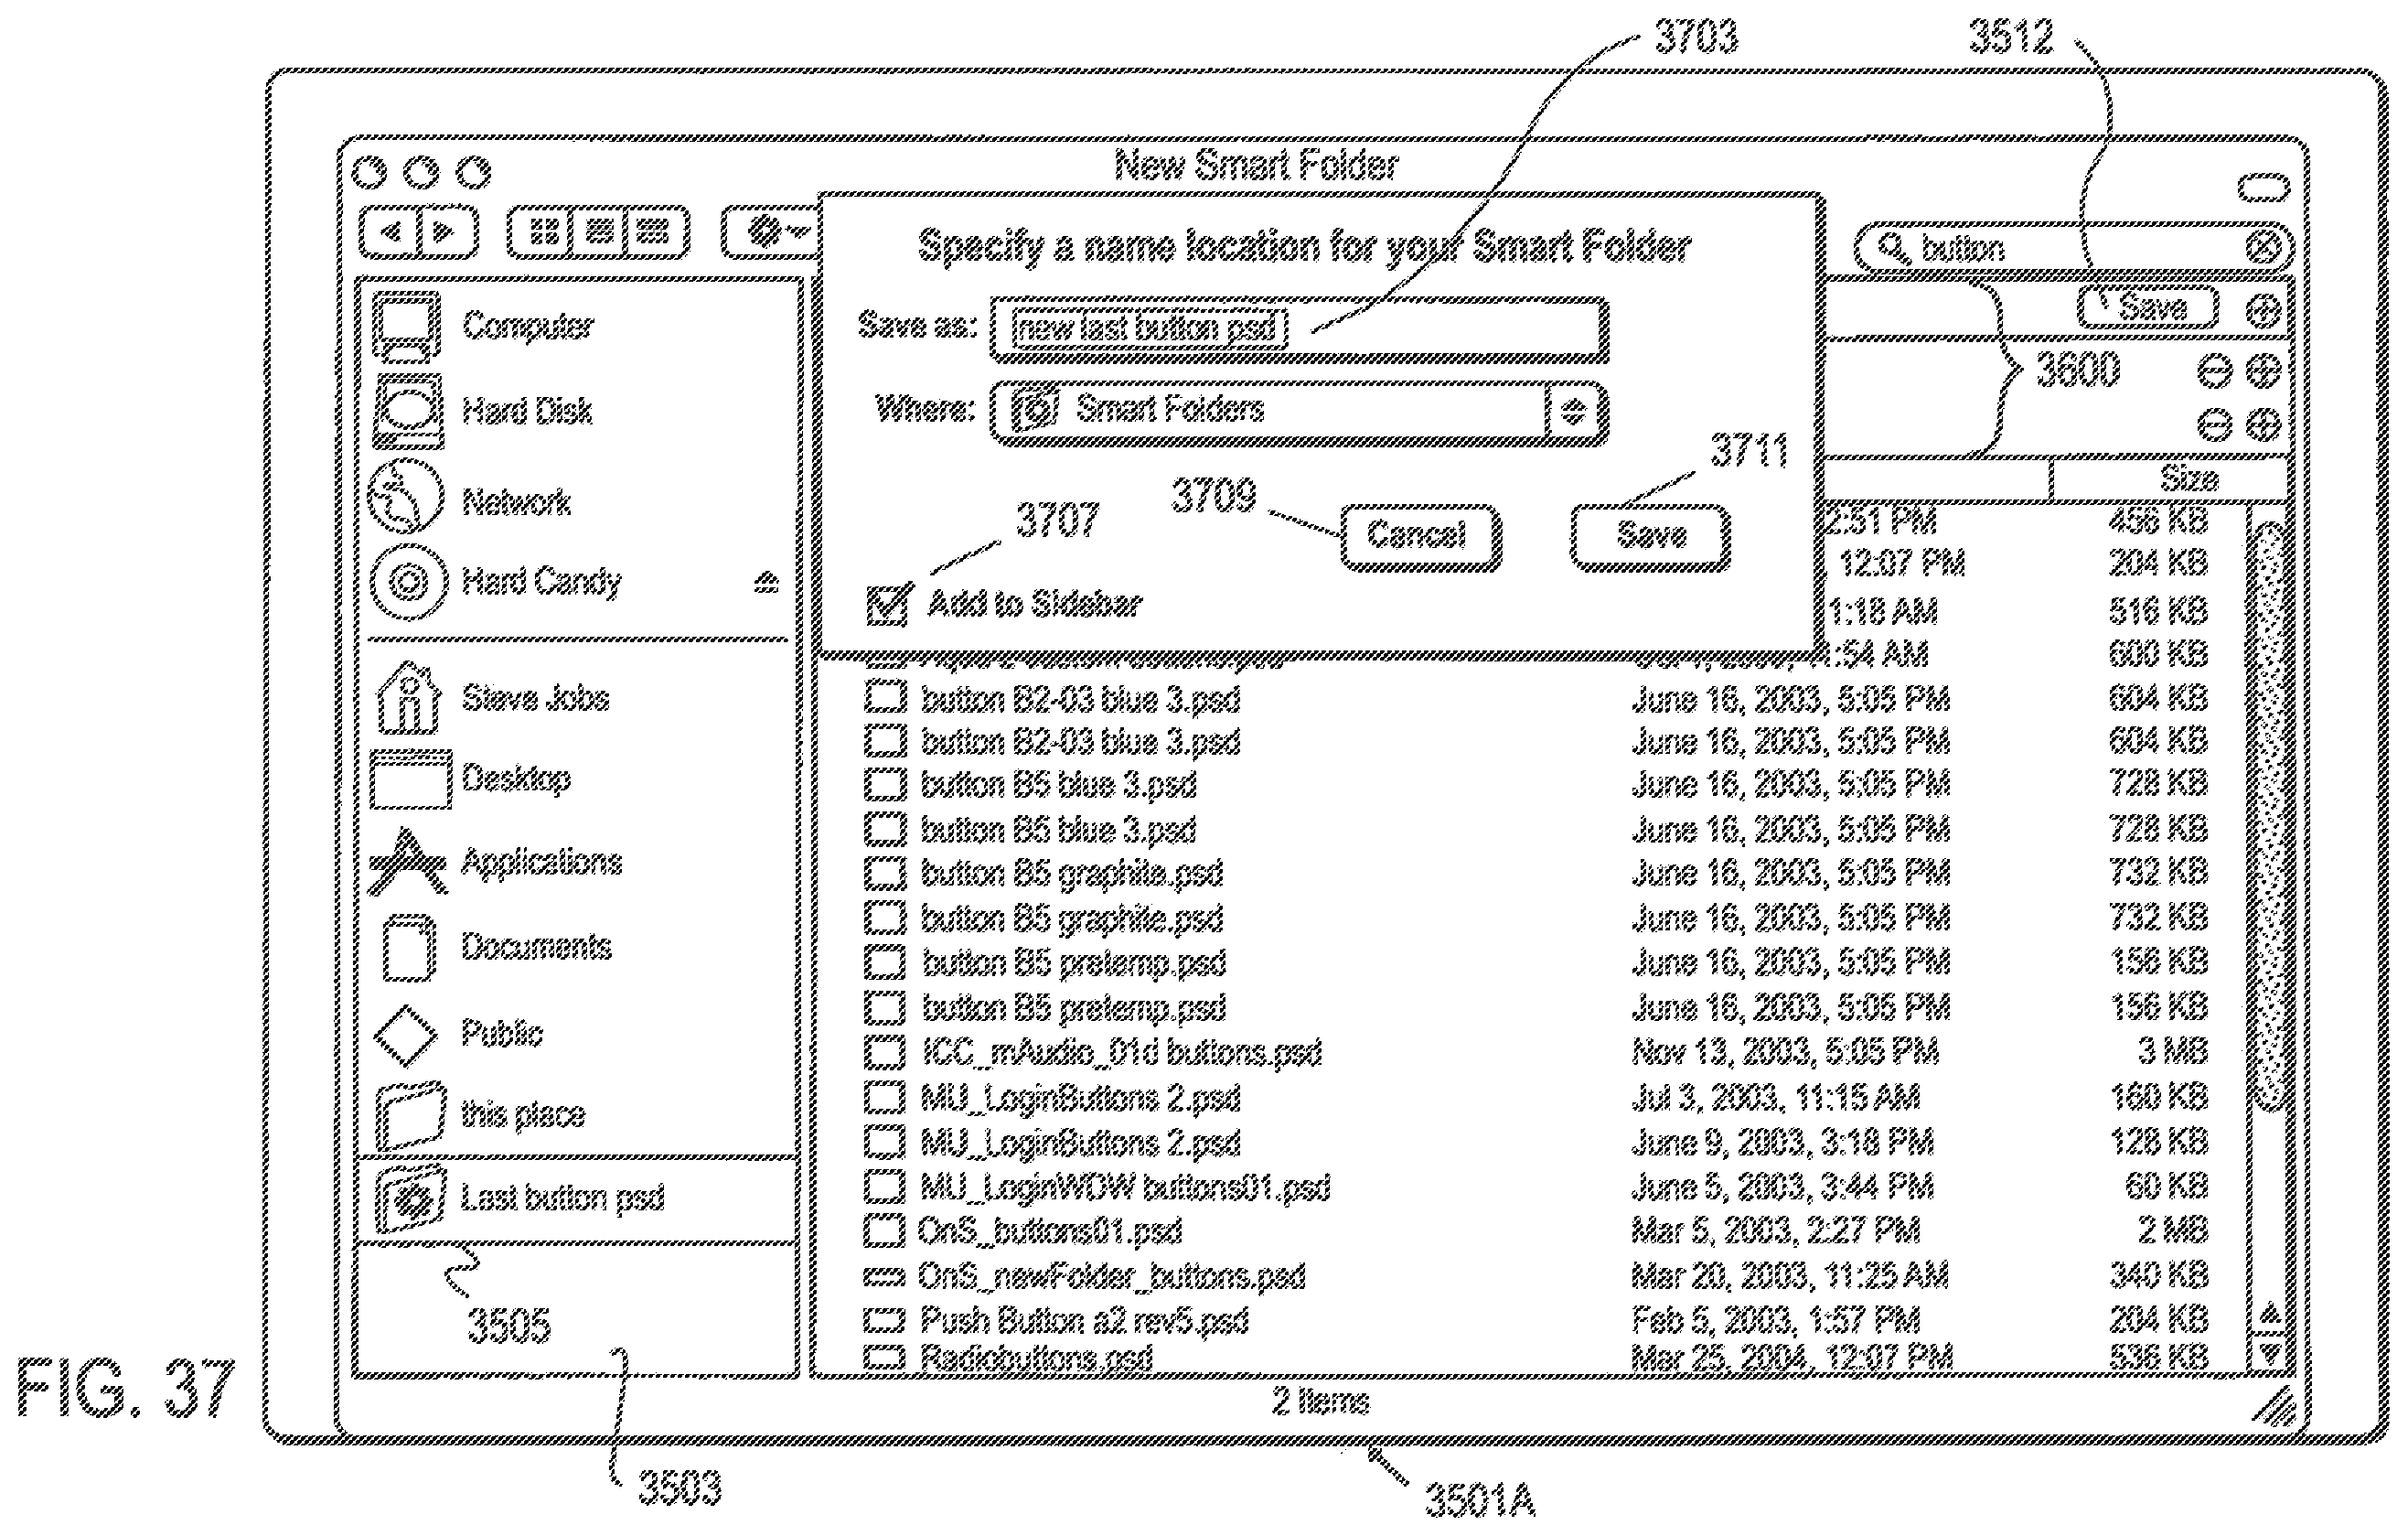 3703
3512
New Smart Folder
Specify a name location for your Smart Folder
button
Save as: new last button psd
Save
Where: Smart Folders
3600
3711
3709
3707
Cancel
Save
Add to Sidebar
Size
Computer
Hard Disk
Network
Hard Candy
Steve Jobs
Desktop
Applications
Documents
Public
this place
Last button psd
3505
2:51 PM 456 KB
12:07 PM 204 KB
1:18 AM 516 KB
:54 AM 600 KB
button B2-03 blue 3.psd June 16, 2003, 5:05 PM 604 KB
button B2-03 blue 3.psd June 16, 2003, 5:05 PM 604 KB
button B5 blue 3.psd June 16, 2003, 5:05 PM 728 KB
button B5 blue 3.psd June 16, 2003, 5:05 PM 728 KB
button B5 graphite.psd June 16, 2003, 5:05 PM 732 KB
button B5 graphite.psd June 16, 2003, 5:05 PM 732 KB
button B5 pretemp.psd June 16, 2003, 5:05 PM 156 KB
button B5 pretemp.psd June 16, 2003, 5:05 PM 156 KB
ICC_mAudio_01d buttons.psd Nov 13, 2003, 5:05 PM 3 MB
MU_LoginButtons 2.psd Jul 3, 2003, 11:15 AM 160 KB
MU_LoginButtons 2.psd June 9, 2003, 3:18 PM 128 KB
MU_LoginWDW buttons01.psd June 5, 2003, 3:44 PM 60 KB
OnS_buttons01.psd Mar 5, 2003, 2:27 PM 2 MB
OnS_newFolder_buttons.psd Mar 20, 2003, 11:25 AM 340 KB
Push Button a2 rev5.psd Feb 5, 2003, 1:57 PM 204 KB
Radiobuttons.psd Mar 25, 2004, 12:07 PM 536 KB
2 items
FIG. 37
3503
3501A